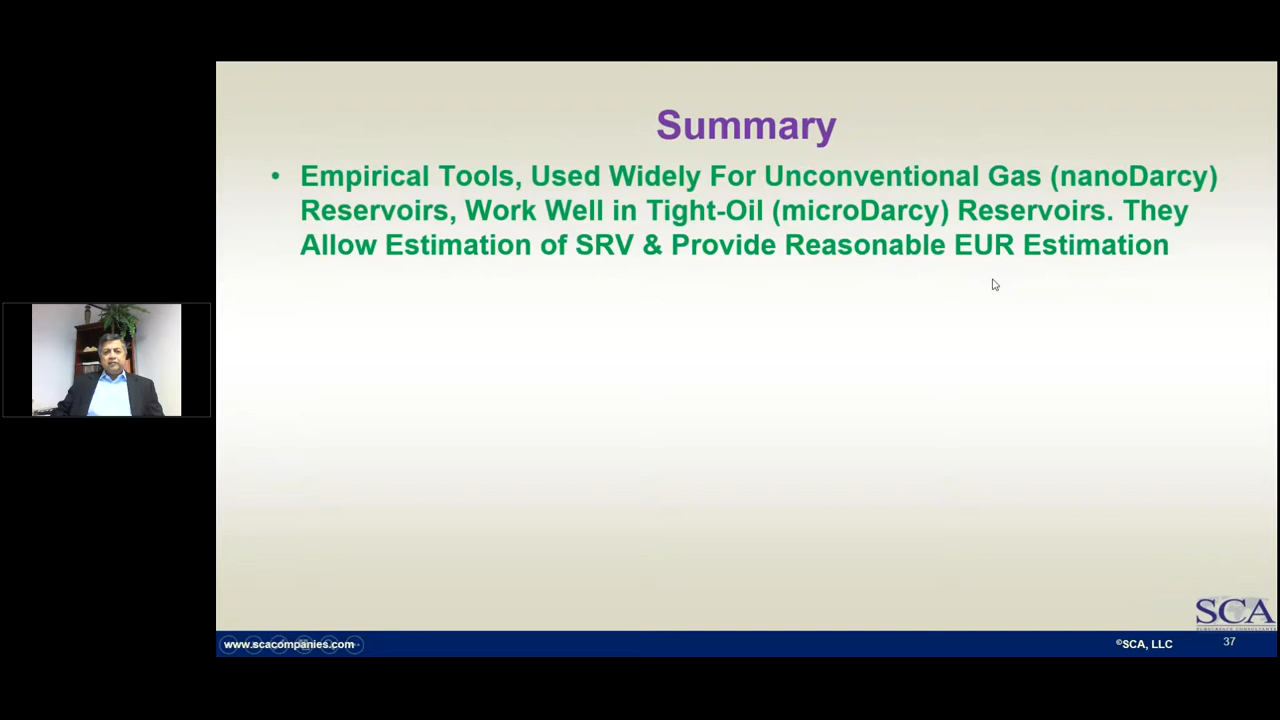 Summary
• Empirical Tools, Used Widely For Unconventional Gas (nanoDarcy)
Reservoirs, Work Well in Tight-Oil (microDarcy) Reservoirs. They
Allow Estimation of SRV & Provide Reasonable EUR Estimation
SCA
www.scacompanies.com
©SCA, LLC
37